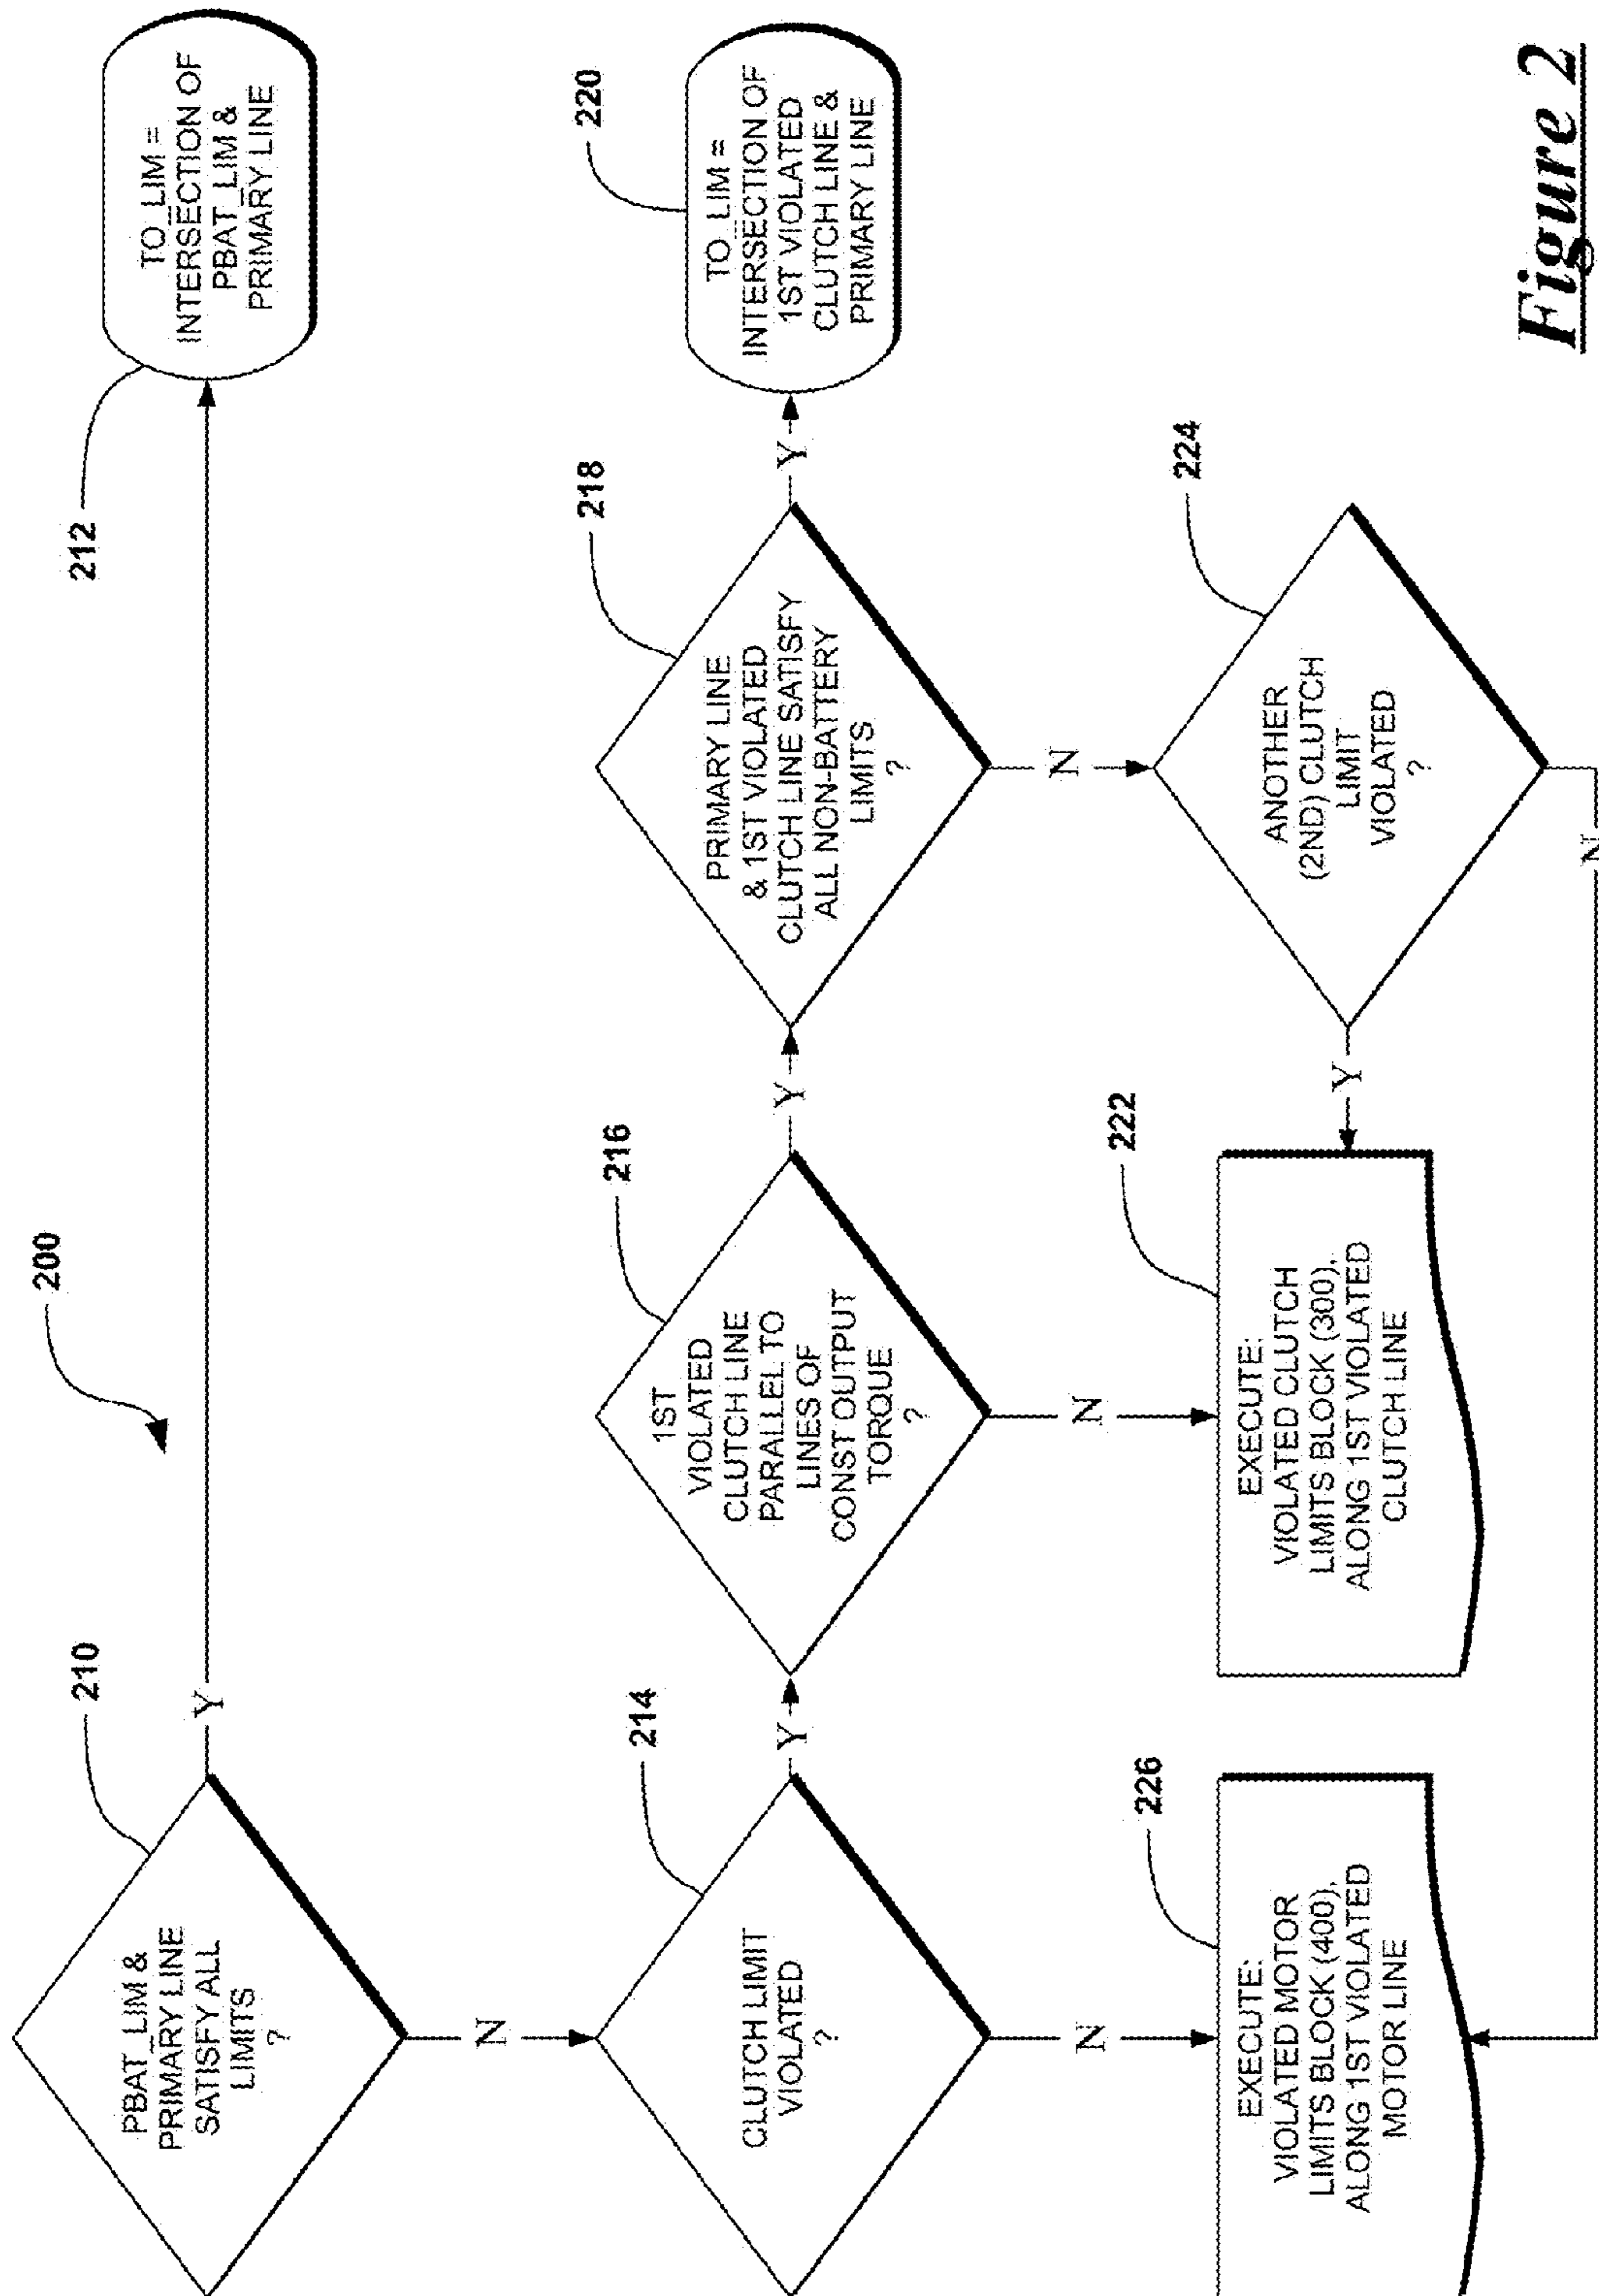 200
210
PBAT_LIM &
PRIMARY LINE
SATISFY ALL
LIMITS
?
Y
212
TO_LIM =
INTERSECTION OF
PBAT_LIM &
PRIMARY LINE
N
214
CLUTCH LIMIT
VIOLATED
?
Y
216
1ST
VIOLATED
CLUTCH LINE
PARALLEL TO
LINES OF
CONST OUTPUT
TORQUE
?
Y
218
PRIMARY LINE
& 1ST VIOLATED
CLUTCH LINE SATISFY
ALL NON-BATTERY
LIMITS
?
Y
220
TO_LIM =
INTERSECTION OF
1ST VIOLATED
CLUTCH LINE &
PRIMARY LINE
N
N
N
226
EXECUTE:
VIOLATED MOTOR
LIMITS BLOCK (400),
ALONG 1ST VIOLATED
MOTOR LINE
222
EXECUTE:
VIOLATED CLUTCH
LIMITS BLOCK (300),
ALONG 1ST VIOLATED
CLUTCH LINE
Y
224
ANOTHER
(2ND) CLUTCH
LIMIT
VIOLATED
?
N
Figure 2